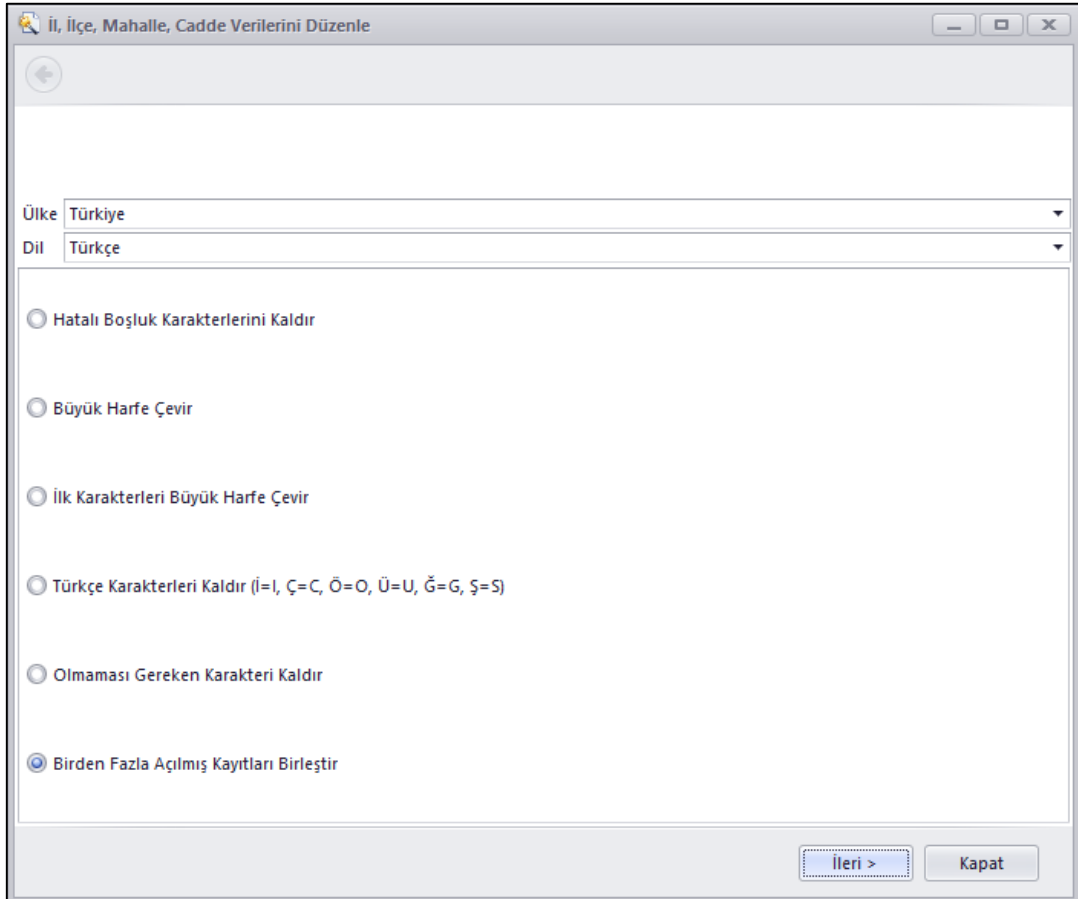 İl, İlçe, Mahalle, Cadde Verilerini Düzenle
Ülke Türkiye
Dil Türkçe
Hatalı Boşluk Karakterlerini Kaldır
Büyük Harfe Çevir
İlk Karakterleri Büyük Harfe Çevir
Türkçe Karakterleri Kaldır (İ=I, Ç=C, Ö=O, Ü=U, Ğ=G, Ş=S)
Olmaması Gereken Karakteri Kaldır
Birden Fazla Açılmış Kayıtları Birleştir
İleri > Kapat